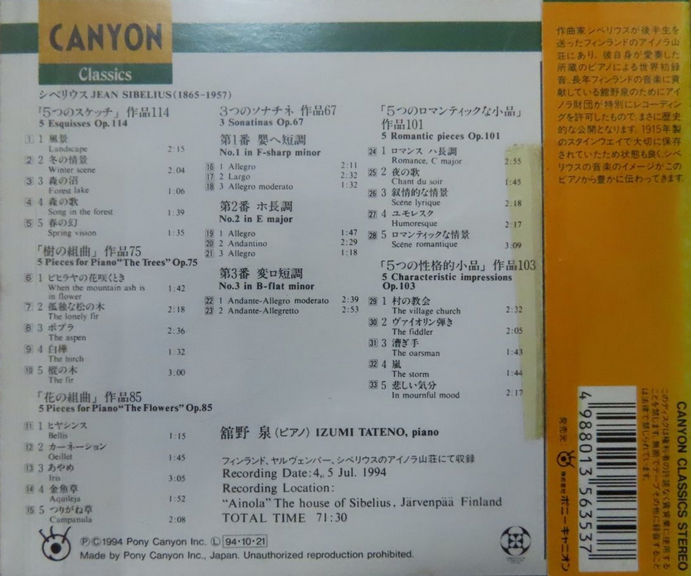 CANYON
Classics
シベリウス JEAN SIBELIUS (1865-1957)
「5つのスケッチ」作品114
5 Esquisses Op.114
1 1 風景
Landscape 2:15
2 2 冬の情景
Winter scene 2:04
3 3 森の沼
Forest lake 1:06
4 4 森の歌
Song in the forest 1:39
5 5 春の幻
Spring vision 1:35
「樹の組曲」作品75
5 Pieces for Piano "The Trees" Op.75
6 1 ピヒラヤの花咲くとき
When the mountain ash is
in flower 1:42
7 2 孤独な松の木
The lonely fir 2:18
8 3 ポプラ
The aspen 2:36
9 4 白樺
The birch 1:32
10 5 樅の木
The fir 3:00
「花の組曲」作品85
5 Pieces for Piano "The Flowers" Op.85
11 1 ヒヤシンス
Bellis 1:15
12 2 カーネーション
Oeillet 1:45
13 3 あやめ
Iris 3:05
14 4 金魚草
Aquileja 1:52
15 5 つりがね草
Campanula 2:08
3つのソナチネ 作品67
3 Sonatinas Op.67
第1番 嬰ヘ短調
No.1 in F-sharp minor
16 1 Allegro 2:11
17 2 Largo 2:32
18 3 Allegro moderato 1:32
第2番 ホ長調
No.2 in E major
19 1 Allegro 1:47
20 2 Andantino 2:29
21 3 Allegro 1:18
第3番 変ロ短調
No.3 in B-flat minor
22 1 Andante-Allegro moderato 2:39
23 2 Andante-Allegretto 2:53
「5つのロマンティックな小品」
作品101
5 Romantic pieces Op.101
24 1 ロマンス ハ長調
Romance, C major 2:55
25 2 夜の歌
Chant du soir 1:45
26 3 叙情的な情景
Scène lyrique 2:18
27 4 ユモレスク
Humoresque 2:17
28 5 ロマンティックな情景
Scène romantique 3:09
「5つの性格的小品」作品103
5 Characteristic impressions
Op.103
29 1 村の教会
The village church 2:32
30 2 ヴァイオリン弾き
The fiddler 2:05
31 3 漕ぎ手
The oarsman 1:43
32 4 嵐
The storm 1:44
33 5 悲しい気分
In mournful mood 2:17
舘野 泉(ピアノ) IZUMI TATENO, piano
フィンランド、ヤルヴェンパー、シベリウスのアイノラ山荘にて収録
Recording Date: 4, 5 Jul. 1994
Recording Location:
"Ainola" The house of Sibelius, Järvenpää Finland
TOTAL TIME 71:30
Ⓟ©1994 Pony Canyon Inc. Ⓛ 94・10・21
Made by Pony Canyon Inc., Japan. Unauthorized reproduction prohibited.
作曲家シベリウスが後半生を
送ったフィンランドのアイノラ山
荘にあり、彼自身が愛奏した
所蔵のピアノによる世界初録
音。長年フィンランドの音楽に貢
献している舘野泉のためにアイ
ノラ財団が特別にレコーディン
グを許可したもので、まさに歴史
的な公開となります。1915年製
のスタインウェイで大切に保存
されていたため状態も良く、シベ
リウスの音楽のイメージがこの
ピアノから豊かに伝わってきます。
CANYON CLASSICS STEREO
4 988013 563537
発売元
株式会社 ポニーキャニオン